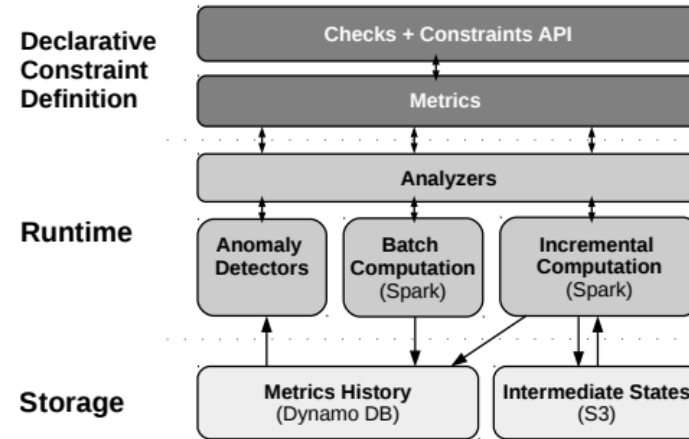 Declarative
Constraint
Definition
Checks + Constraints API
Metrics
Runtime
Analyzers
Anomaly
Detectors
Batch
Computation
(Spark)
Incremental
Computation
(Spark)
Storage
Metrics History
(Dynamo DB)
Intermediate States
(S3)